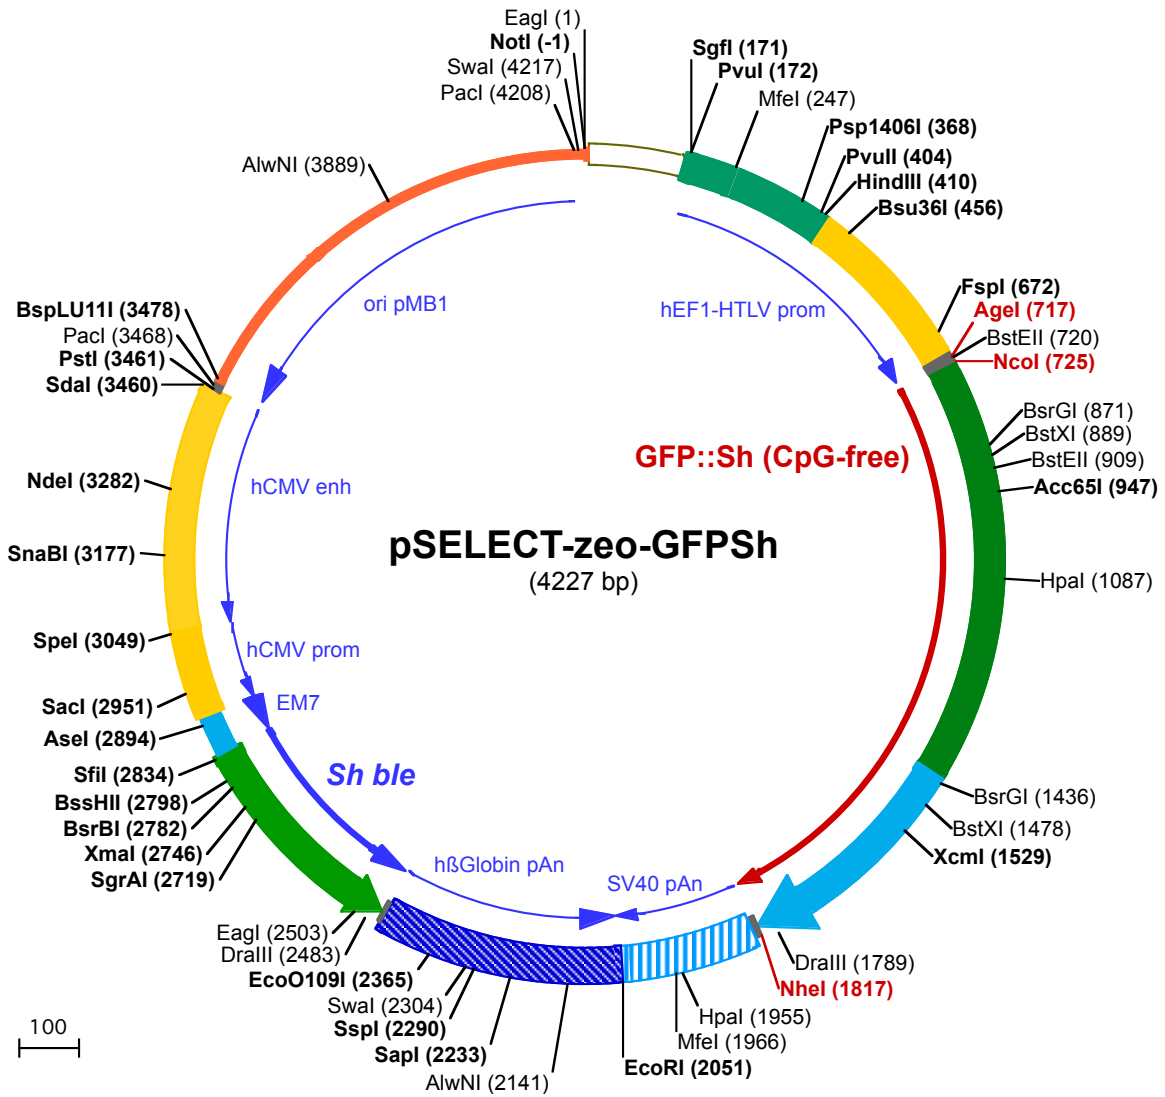 EagI (1)
NotI (-1)
SwaI (4217)
PacI (4208)
AlwNI (3889)
SgfI (171)
PvuI (172)
MfeI (247)
Psp1406I (368)
PvuII (404)
HindIII (410)
Bsu36I (456)
FspI (672)
AgeI (717)
BstEII (720)
NcoI (725)
BsrGI (871)
BstXI (889)
BstEII (909)
Acc65I (947)
HpaI (1087)
BsrGI (1436)
BstXI (1478)
XcmI (1529)
DraIII (1789)
NheI (1817)
HpaI (1955)
MfeI (1966)
EcoRI (2051)
AlwNI (2141)
SapI (2233)
SspI (2290)
SwaI (2304)
EcoO109I (2365)
DraIII (2483)
EagI (2503)
SgrAI (2719)
XmaI (2746)
BsrBI (2782)
BssHII (2798)
SfiI (2834)
AseI (2894)
SacI (2951)
SpeI (3049)
SnaBI (3177)
NdeI (3282)
SdaI (3460)
PstI (3461)
PacI (3468)
BspLU11I (3478)
ori pMB1
hEF1-HTLV prom
GFP::Sh (CpG-free)
hCMV enh
pSELECT-zeo-GFPSh
(4227 bp)
hCMV prom
EM7
Sh ble
hßGlobin pAn
SV40 pAn
100